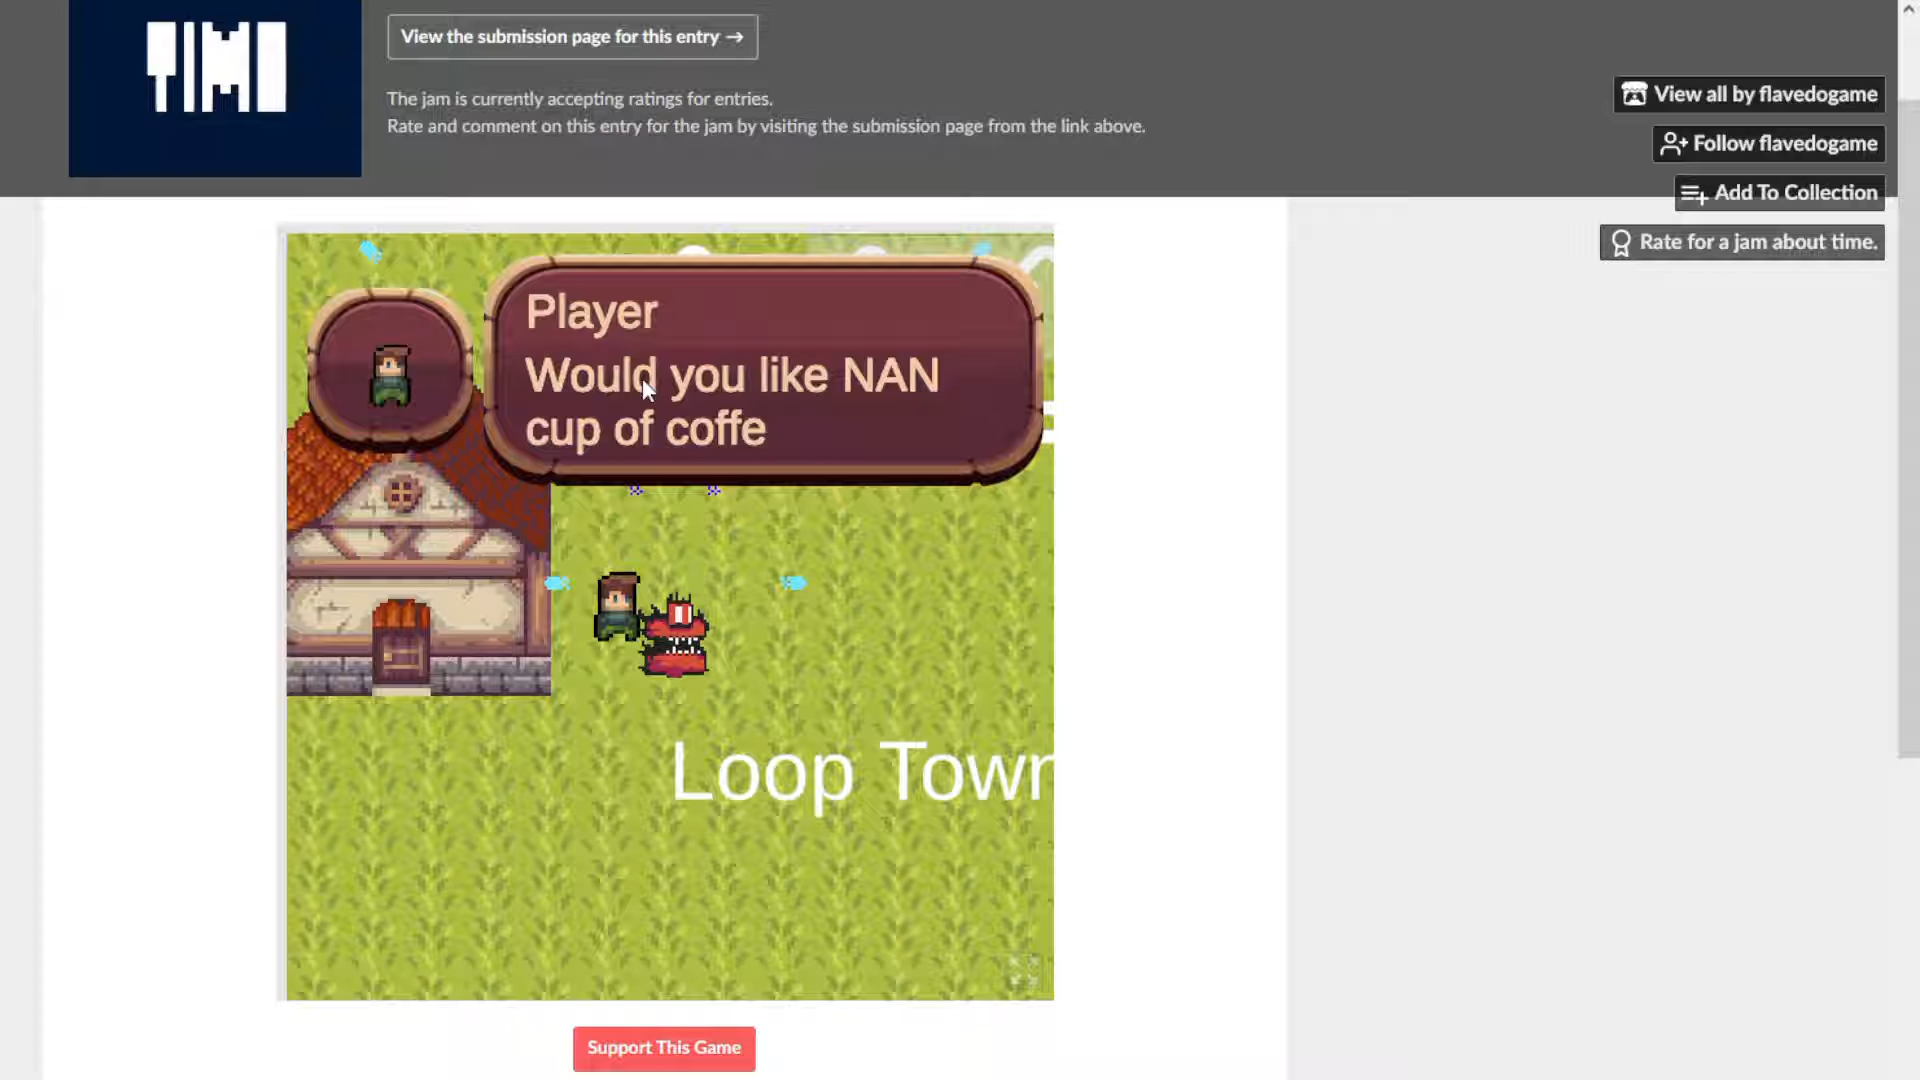 TIMO
View the submission page for this entry →
The jam is currently accepting ratings for entries.
Rate and comment on this entry for the jam by visiting the submission page from the link above.
View all by flavedogame
Follow flavedogame
Add To Collection
Rate for a jam about time.
Player
Would you like NAN
cup of coffe
Loop Town
Support This Game